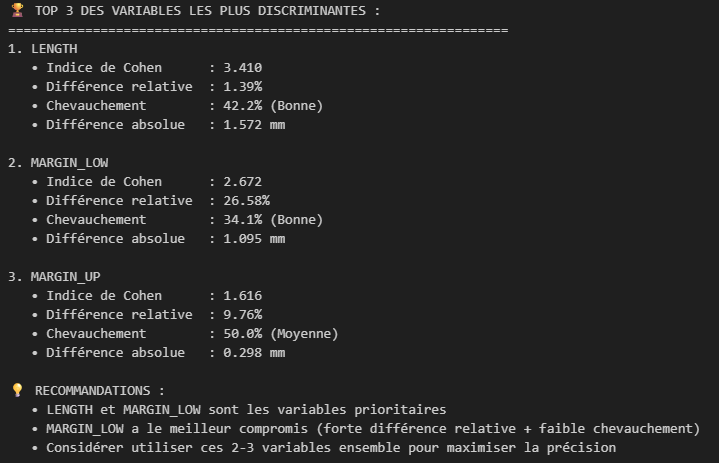 🏆 TOP 3 DES VARIABLES LES PLUS DISCRIMINANTES :
================================================================
1. LENGTH
• Indice de Cohen : 3.410
• Différence relative : 1.39%
• Chevauchement : 42.2% (Bonne)
• Différence absolue : 1.572 mm
2. MARGIN_LOW
• Indice de Cohen : 2.672
• Différence relative : 26.58%
• Chevauchement : 34.1% (Bonne)
• Différence absolue : 1.095 mm
3. MARGIN_UP
• Indice de Cohen : 1.616
• Différence relative : 9.76%
• Chevauchement : 50.0% (Moyenne)
• Différence absolue : 0.298 mm
💡 RECOMMANDATIONS :
• LENGTH et MARGIN_LOW sont les variables prioritaires
• MARGIN_LOW a le meilleur compromis (forte différence relative + faible chevauchement)
• Considérer utiliser ces 2-3 variables ensemble pour maximiser la précision